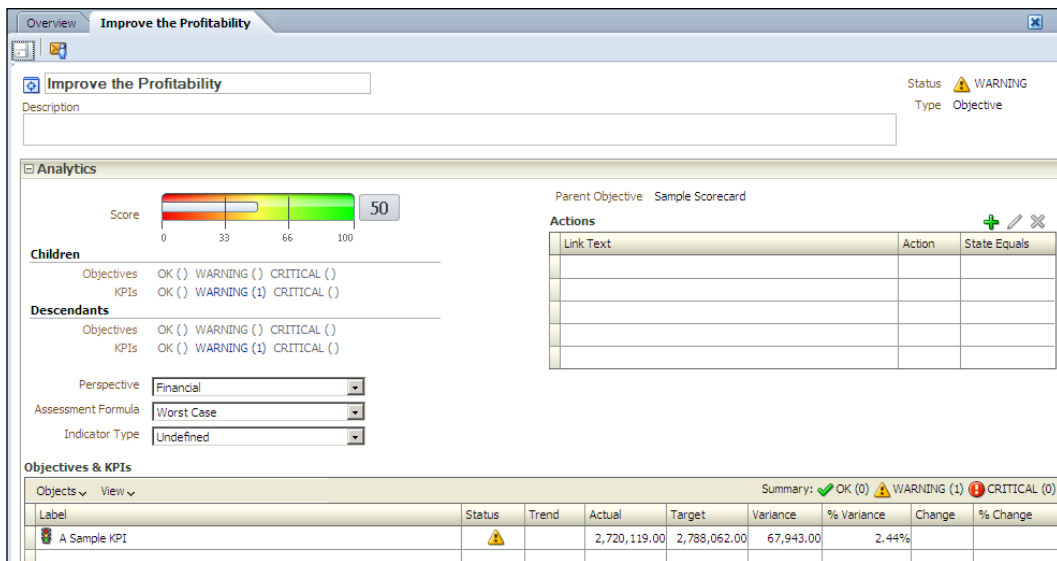 Overview Improve the Profitability
Improve the Profitability
Status WARNING
Description
Type Objective
Analytics
Score 50
0 33 66 100
Children
Objectives OK ( ) WARNING ( ) CRITICAL ( )
KPIs OK ( ) WARNING (1) CRITICAL ( )
Descendants
Objectives OK ( ) WARNING ( ) CRITICAL ( )
KPIs OK ( ) WARNING (1) CRITICAL ( )
Perspective Financial
Assessment Formula Worst Case
Indicator Type Undefined
Parent Objective Sample Scorecard
Actions
Link Text Action State Equals
Objectives & KPIs
Objects View Summary: OK (0) WARNING (1) CRITICAL (0)
Label Status Trend Actual Target Variance % Variance Change % Change
A Sample KPI 2,720,119.00 2,788,062.00 67,943.00 2.44%